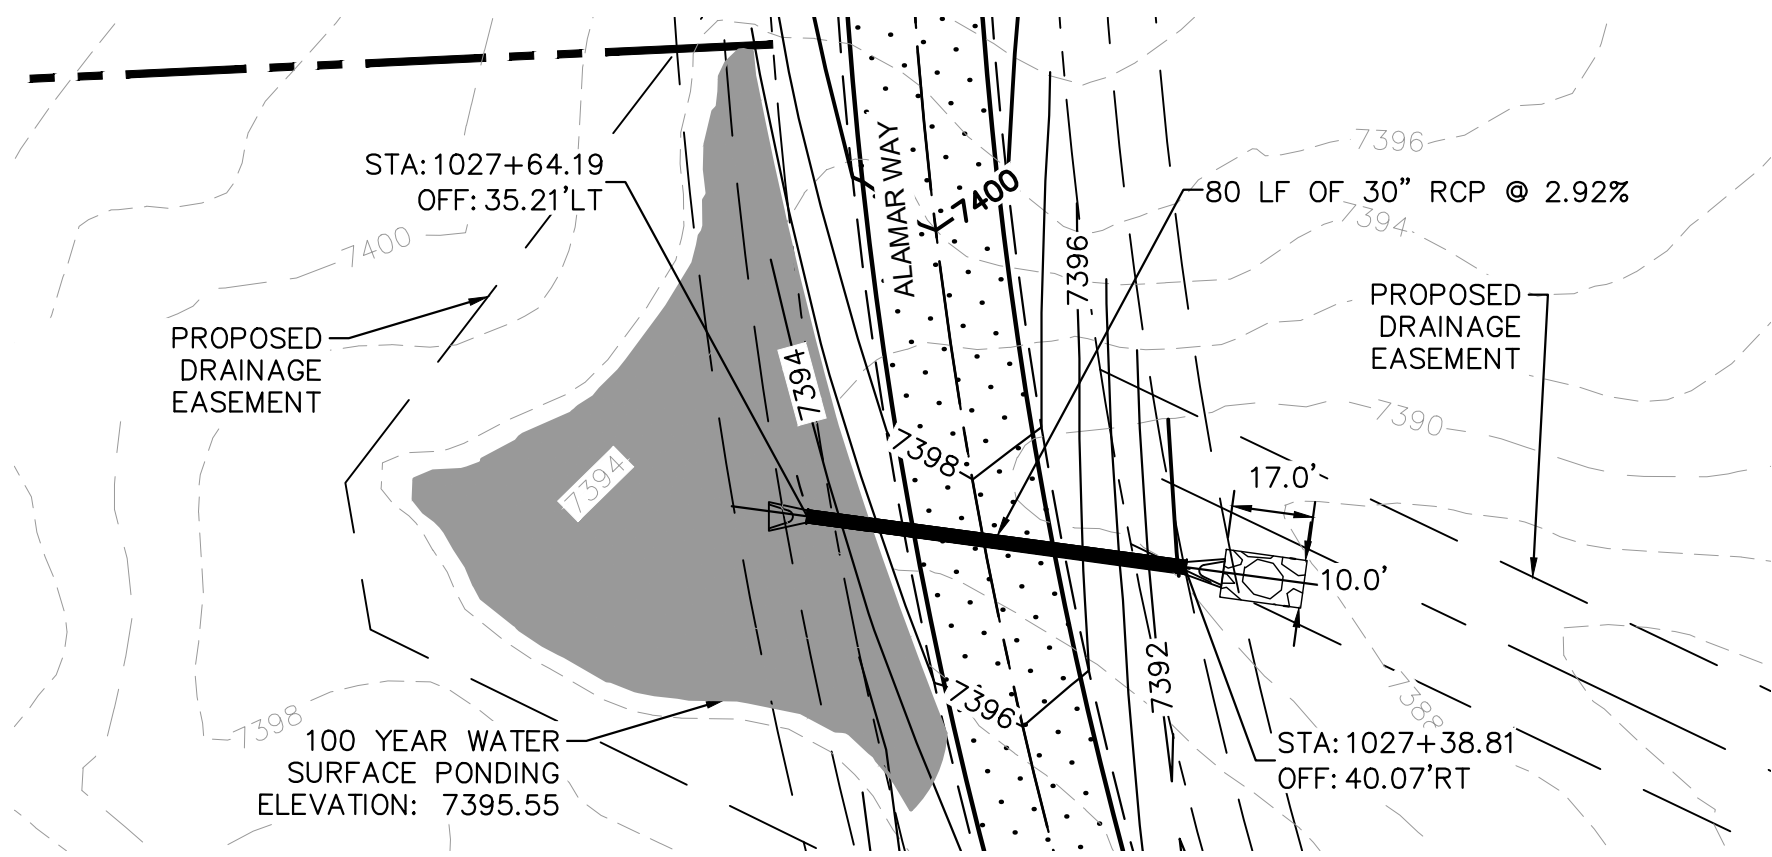 STA: 1027+64.19
OFF: 35.21'LT
7400
PROPOSED
DRAINAGE
EASEMENT
7394
7394
ALAMAR WAY
7400
7396
7396
80 LF OF 30" RCP @ 2.92%
7394
PROPOSED
DRAINAGE
EASEMENT
7390
7398
17.0'
10.0'
7396
7392
7388
STA: 1027+38.81
OFF: 40.07'RT
7398
100 YEAR WATER
SURFACE PONDING
ELEVATION: 7395.55